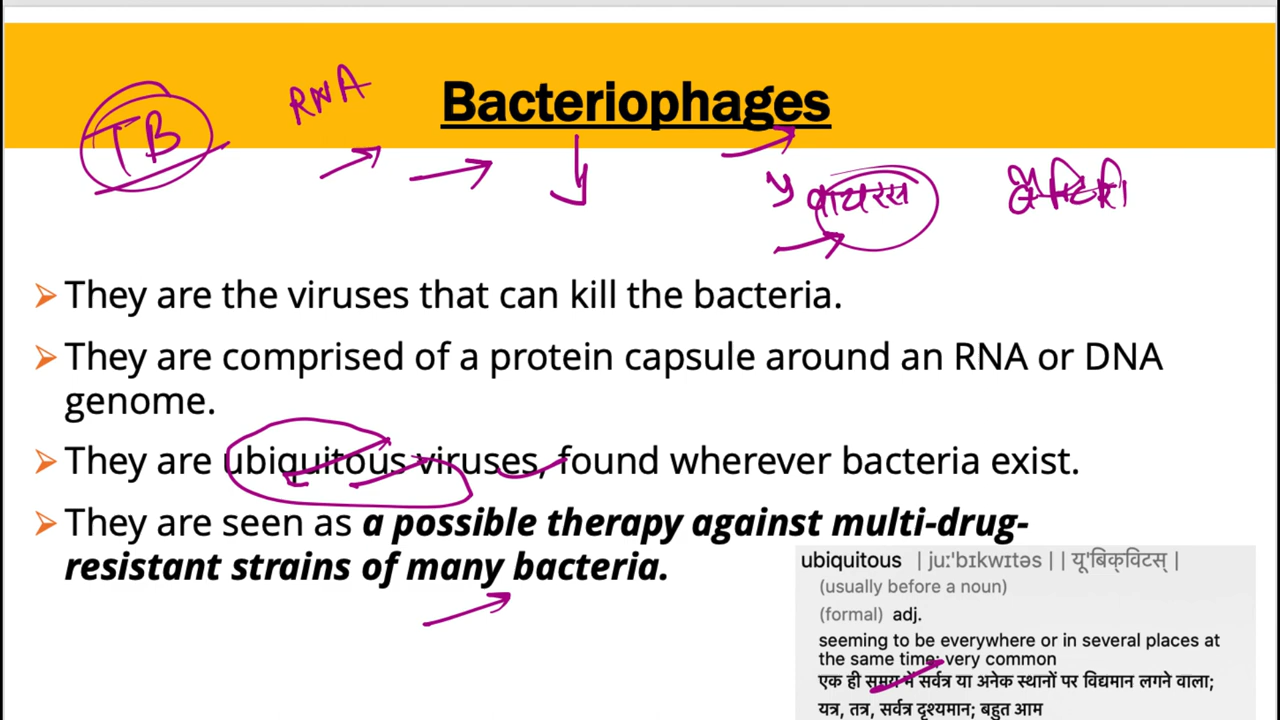 Bacteriophages
TB
RNA
वायरस
➢ They are the viruses that can kill the bacteria.
➢ They are comprised of a protein capsule around an RNA or DNA
genome.
➢ They are ubiquitous viruses, found wherever bacteria exist.
➢ They are seen as a possible therapy against multi-drug-
resistant strains of many bacteria.
ubiquitous | juːˈbɪkwɪtəs | | यू'बिक्विटस् |
(usually before a noun)
(formal) adj.
seeming to be everywhere or in several places at
the same time; very common
एक ही समय में सर्वत्र या अनेक स्थानों पर विद्यमान लगने वाला;
यत्र, तत्र, सर्वत्र दृश्यमान; बहुत आम